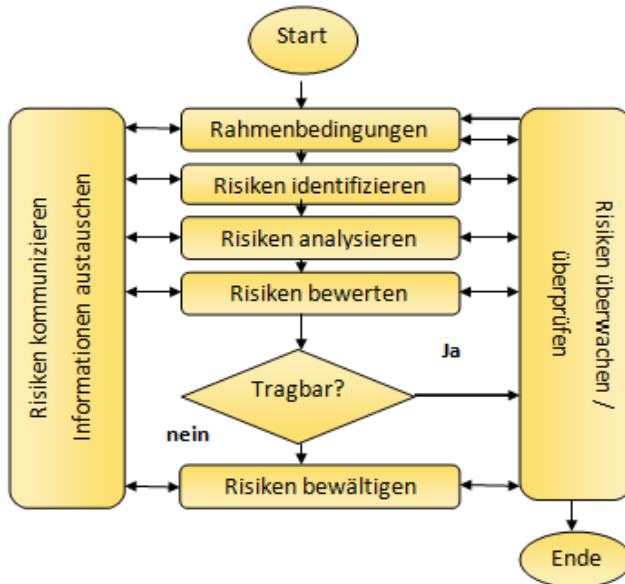 Start
Rahmenbedingungen
Risiken identifizieren
Risiken analysieren
Risiken bewerten
Tragbar?
Ja
nein
Risiken bewältigen
Risiken kommunizieren
Informationen austauschen
Risiken überwachen /
überprüfen
Ende